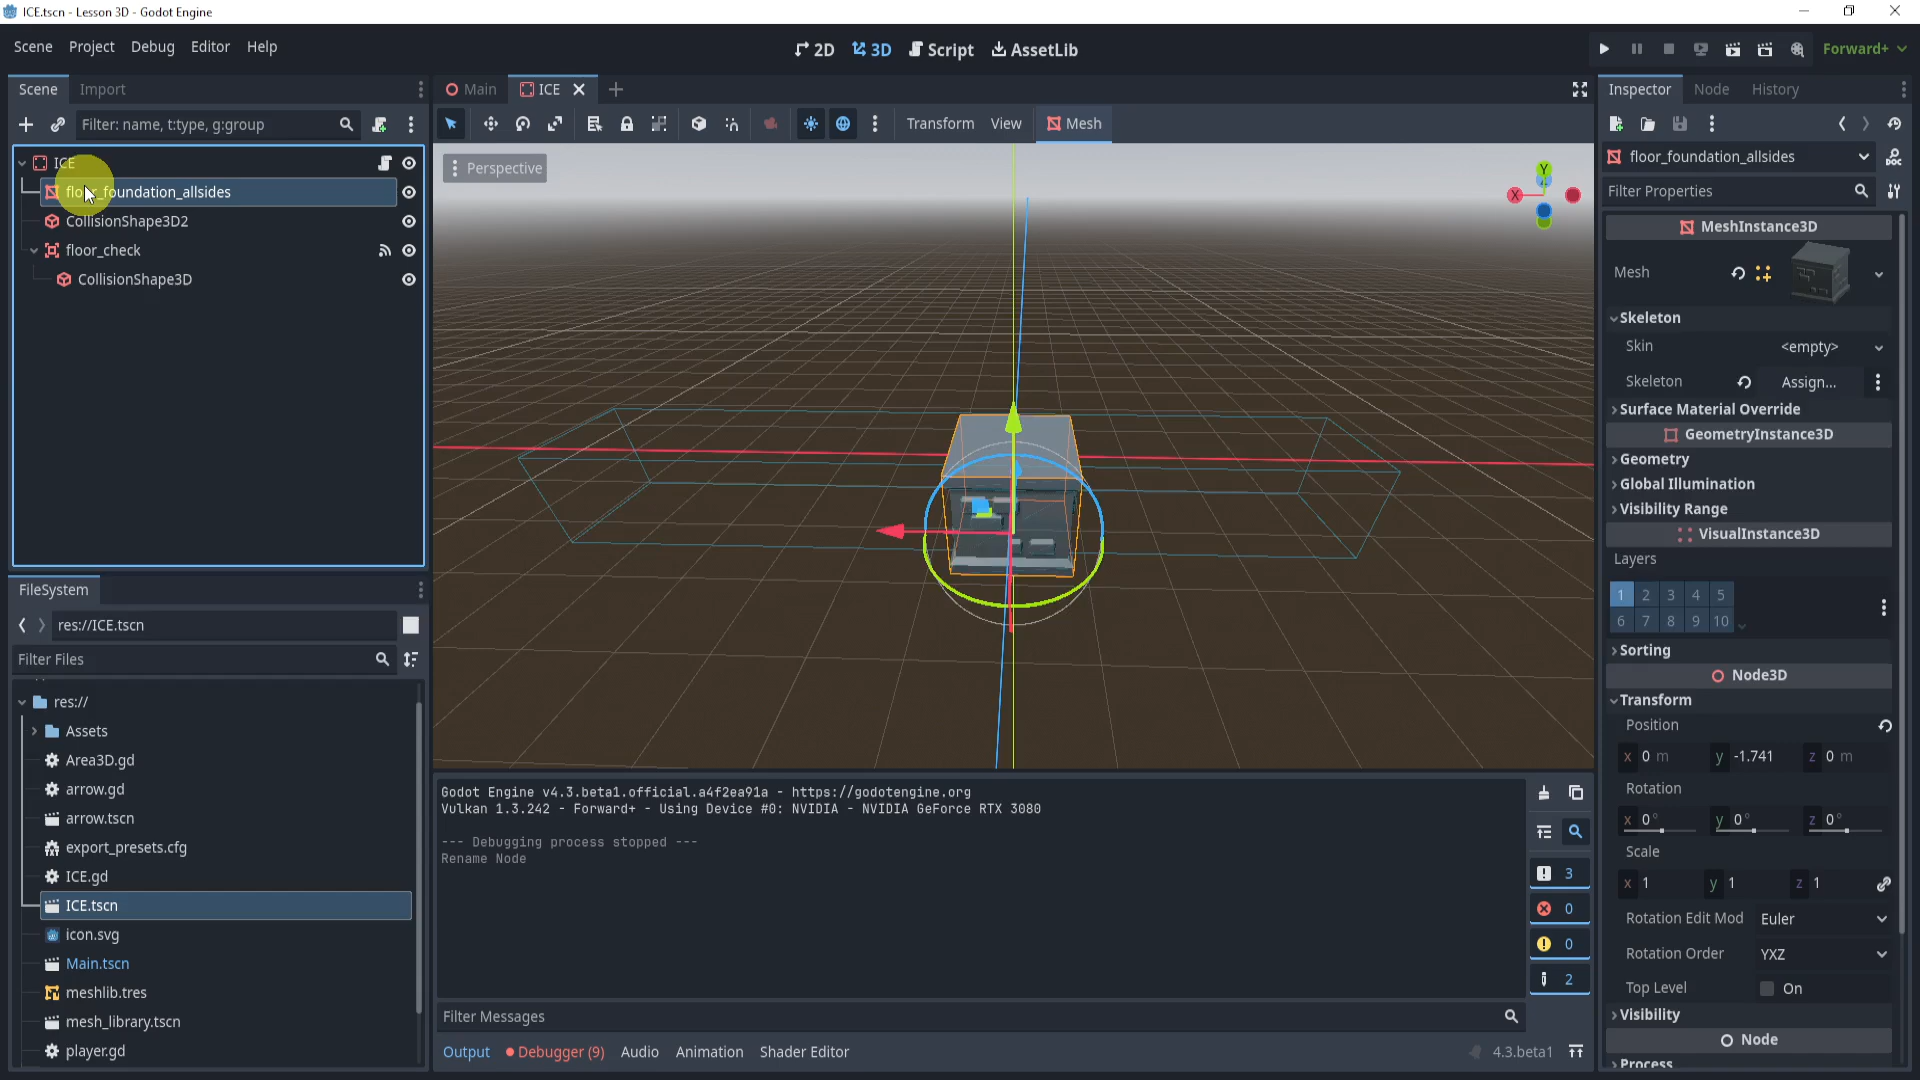 ICE.tscn - Lesson 3D - Godot Engine
Scene Project Debug Editor Help
2D 3D Script AssetLib
Forward+
Scene Import
Filter: name, t:type, g:group
ICE
floor_foundation_allsides
CollisionShape3D2
floor_check
CollisionShape3D
FileSystem
res://ICE.tscn
Filter Files
res://
Assets
Area3D.gd
arrow.gd
arrow.tscn
export_presets.cfg
ICE.gd
ICE.tscn
icon.svg
Main.tscn
meshlib.tres
mesh_library.tscn
player.gd
Main ICE
Transform View Mesh
Perspective
Y
X
Godot Engine v4.3.beta1.official.a4f2ea91a - https://godotengine.org
Vulkan 1.3.242 - Forward+ - Using Device #0: NVIDIA - NVIDIA GeForce RTX 3080
--- Debugging process stopped ---
Rename Node
3
0
0
2
Filter Messages
Output Debugger (9) Audio Animation Shader Editor
4.3.beta1
Inspector Node History
floor_foundation_allsides
Filter Properties
MeshInstance3D
Mesh
Skeleton
Skin <empty>
Skeleton Assign...
Surface Material Override
GeometryInstance3D
Geometry
Global Illumination
Visibility Range
VisualInstance3D
Layers
1 2 3 4 5
6 7 8 9 10
Sorting
Node3D
Transform
Position
x 0 m y -1.741 z 0 m
Rotation
x 0° y 0° z 0°
Scale
x 1 y 1 z 1
Rotation Edit Mod Euler
Rotation Order YXZ
Top Level On
Visibility
Node
Process